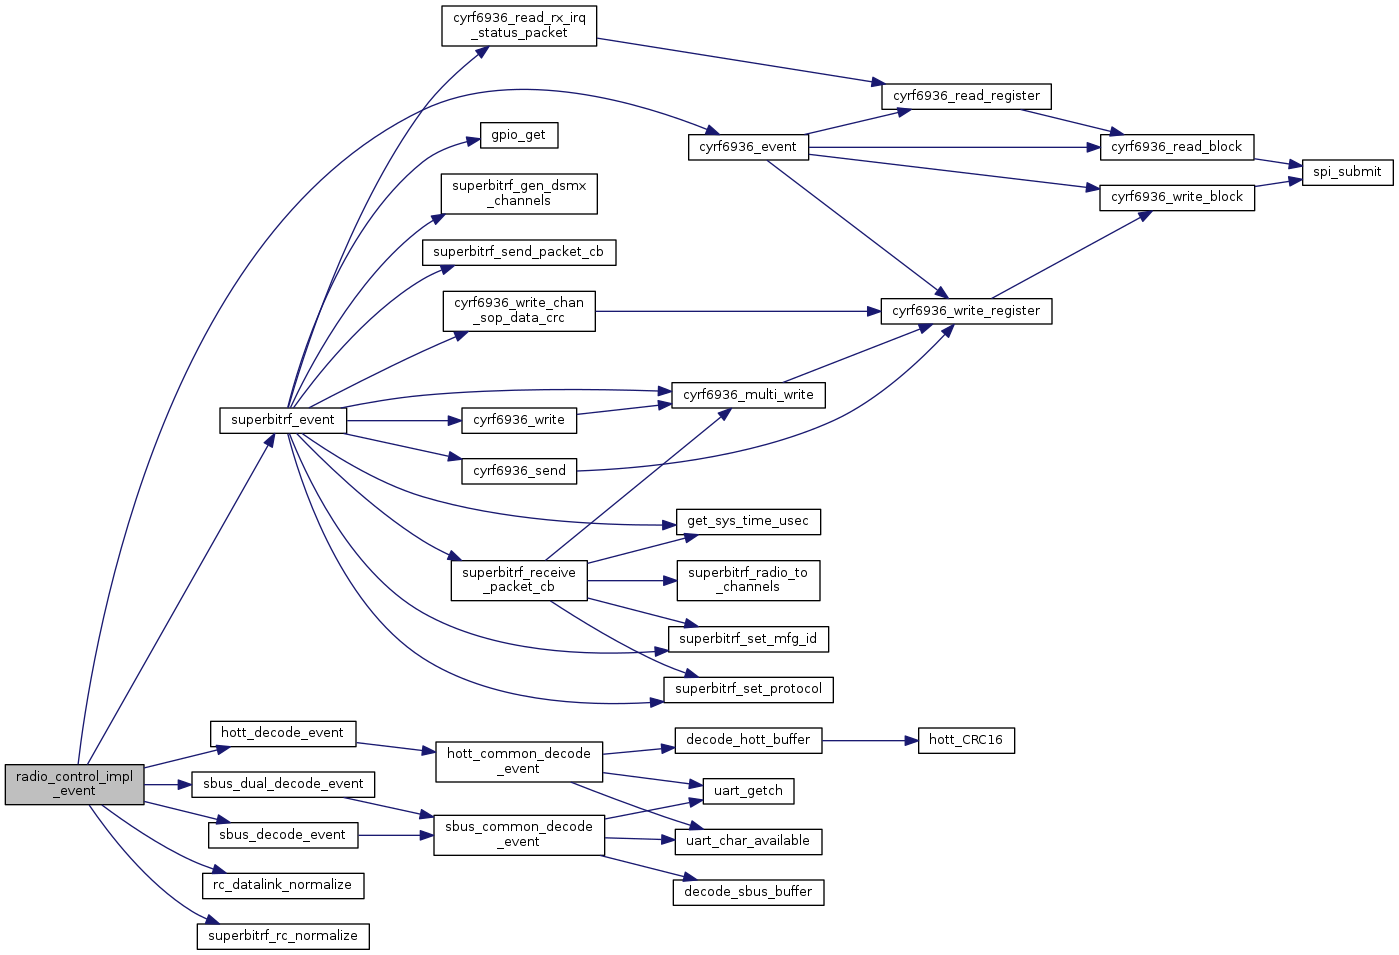 cyrf6936_read_rx_irq
_status_packet
cyrf6936_read_register
gpio_get
cyrf6936_event
cyrf6936_read_block
spi_submit
superbitrf_gen_dsmx
_channels
cyrf6936_write_block
superbitrf_send_packet_cb
cyrf6936_write_chan
_sop_data_crc
cyrf6936_write_register
cyrf6936_multi_write
superbitrf_event
cyrf6936_write
cyrf6936_send
get_sys_time_usec
superbitrf_receive
_packet_cb
superbitrf_radio_to
_channels
superbitrf_set_mfg_id
superbitrf_set_protocol
hott_decode_event
decode_hott_buffer
hott_CRC16
hott_common_decode
_event
radio_control_impl
_event
sbus_dual_decode_event
uart_getch
sbus_decode_event
sbus_common_decode
_event
uart_char_available
rc_datalink_normalize
decode_sbus_buffer
superbitrf_rc_normalize